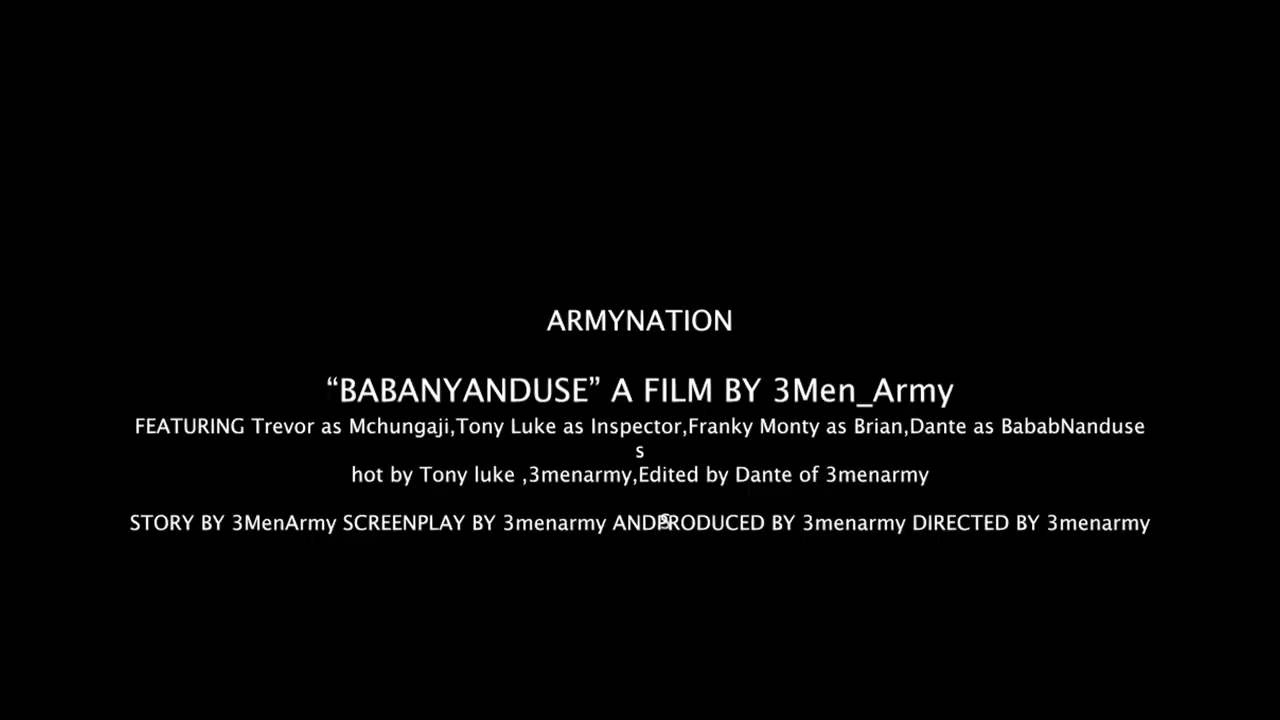 ARMYNATION
“BABANYANDUSE” A FILM BY 3Men_Army
FEATURING Trevor as Mchungaji,Tony Luke as Inspector,Franky Monty as Brian,Dante as BababNanduse
s
hot by Tony luke ,3menarmy,Edited by Dante of 3menarmy
STORY BY 3MenArmy SCREENPLAY BY 3menarmy AND PRODUCED BY 3menarmy DIRECTED BY 3menarmy